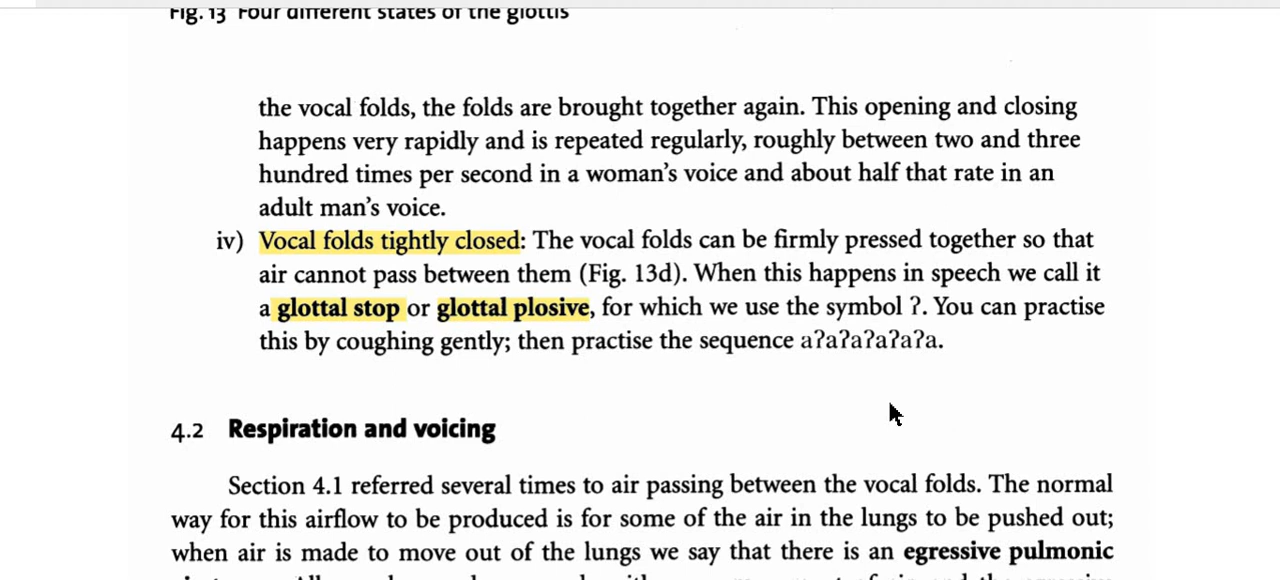 Fig. 13 Four different states of the glottis
the vocal folds, the folds are brought together again. This opening and closing
happens very rapidly and is repeated regularly, roughly between two and three
hundred times per second in a woman’s voice and about half that rate in an
adult man’s voice.
iv) Vocal folds tightly closed: The vocal folds can be firmly pressed together so that
air cannot pass between them (Fig. 13d). When this happens in speech we call it
a glottal stop or glottal plosive, for which we use the symbol ʔ. You can practise
this by coughing gently; then practise the sequence aʔaʔaʔaʔaʔa.
4.2 Respiration and voicing
Section 4.1 referred several times to air passing between the vocal folds. The normal
way for this airflow to be produced is for some of the air in the lungs to be pushed out;
when air is made to move out of the lungs we say that there is an egressive pulmonic